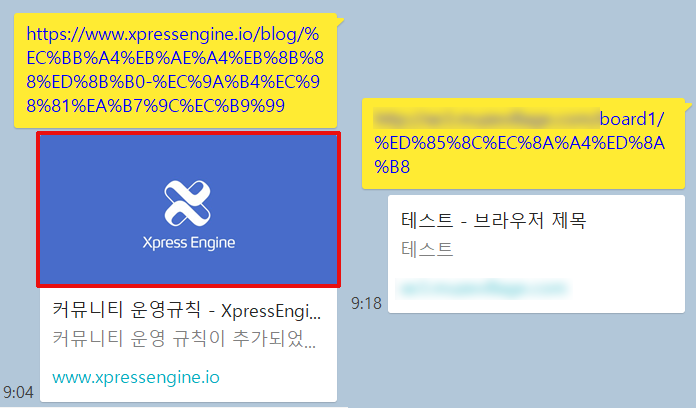 https://www.xpressengine.io/blog/%
EC%BB%A4%EB%AE%A4%EB%8B%8
8%ED%8B%B0-%EC%9A%B4%EC%9
8%81%EA%B7%9C%EC%B9%99
Xpress Engine
커뮤니티 운영규칙 - XpressEngi...
커뮤니티 운영 규칙이 추가되었...
www.xpressengine.io
9:04
board1/
%ED%85%8C%EC%8A%A4%ED%8A
%B8
테스트 - 브라우저 제목
테스트
9:18